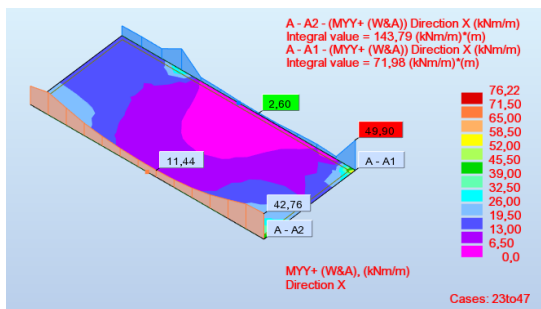 A - A2 - (MYY+ (W&A)) Direction X (kNm/m)
Integral value = 143,79 (kNm/m)*(m)
A - A1 - (MYY+ (W&A)) Direction X (kNm/m)
Integral value = 71,98 (kNm/m)*(m)
2,60
49,90
11,44
A - A1
42,76
A - A2
76,22
71,50
65,00
58,50
52,00
45,50
39,00
32,50
26,00
19,50
13,00
6,50
0,0
MYY+ (W&A), (kNm/m)
Direction X
Cases: 23to47